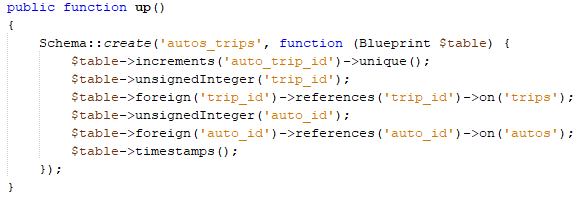 public function up()
{
    Schema::create('autos_trips', function (Blueprint $table) {
        $table->increments('auto_trip_id')->unique();
        $table->unsignedInteger('trip_id');
        $table->foreign('trip_id')->references('trip_id')->on('trips');
        $table->unsignedInteger('auto_id');
        $table->foreign('auto_id')->references('auto_id')->on('autos');
        $table->timestamps();
    });
}